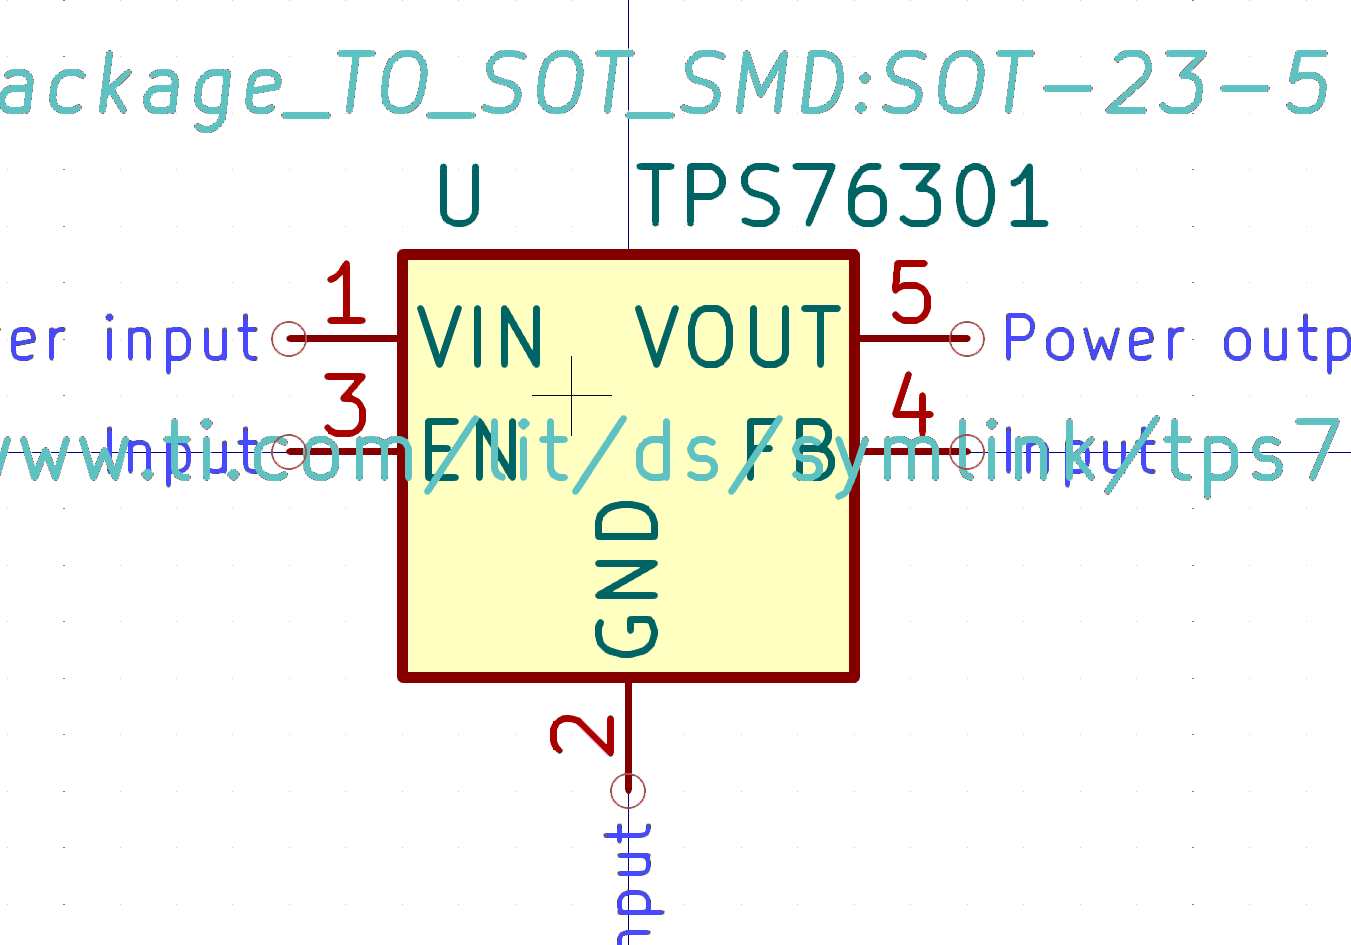 ackage_TO_SOT_SMD:SOT-23-5
U TPS76301
1 5
er input VIN VOUT Power outp
3 4
Input EN FB Input
ww.ti.com/lit/ds/symlink/tps7
GND
2
nput